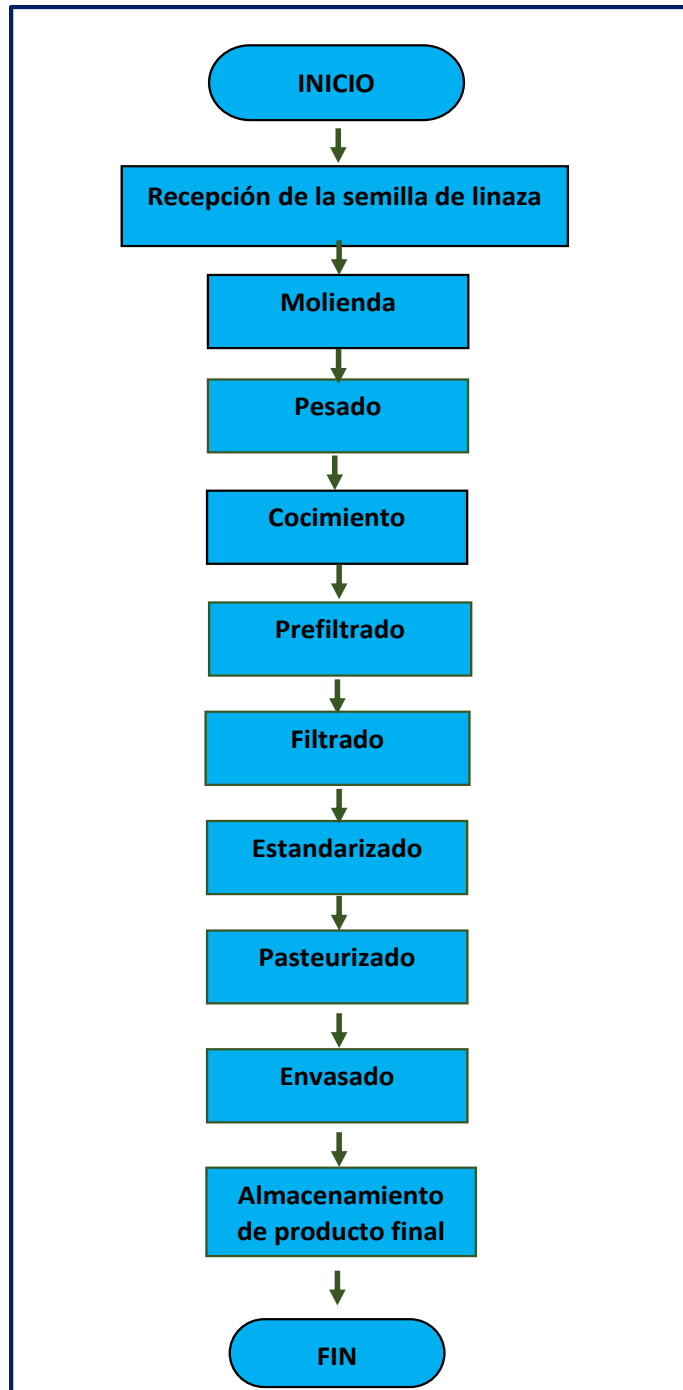 INICIO
Recepción de la semilla de linaza
Molienda
Pesado
Cocimiento
Prefiltrado
Filtrado
Estandarizado
Pasteurizado
Envasado
Almacenamiento
de producto final
FIN